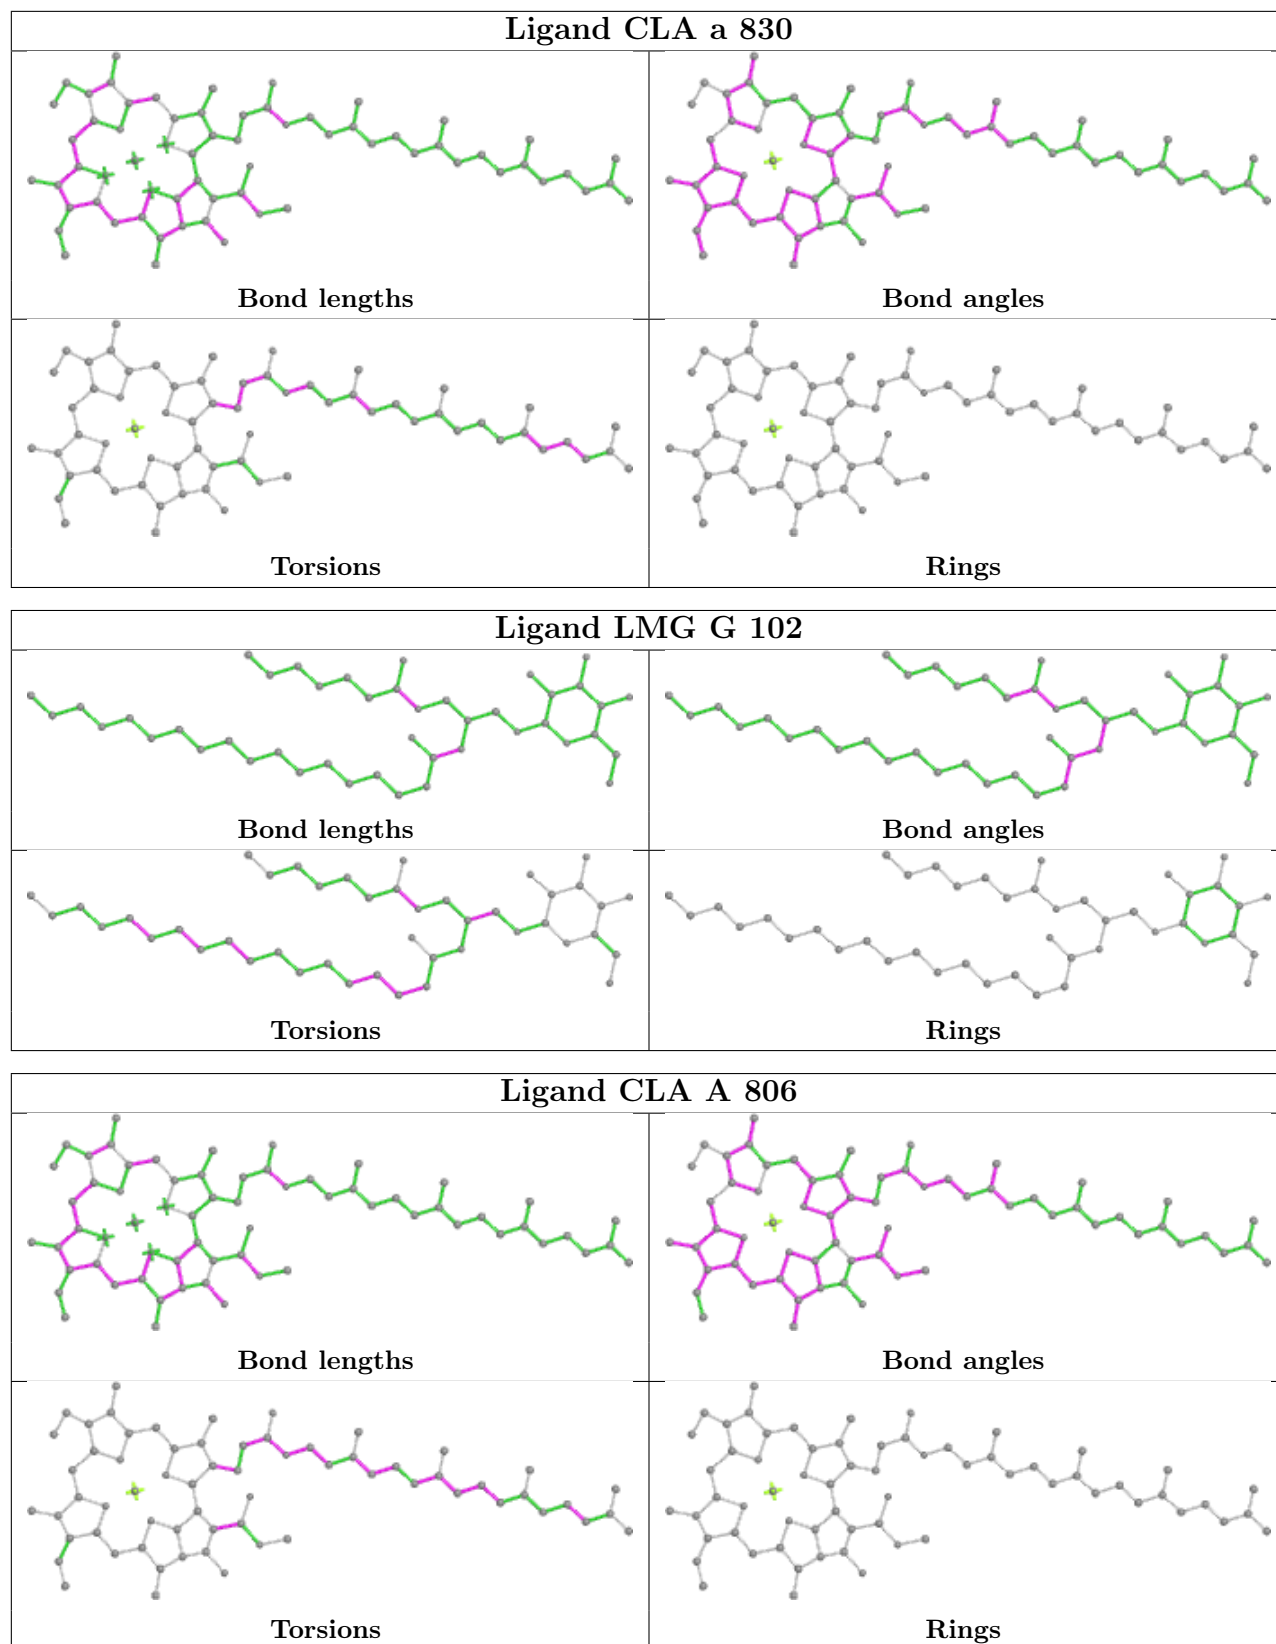 Ligand CLA a 830
Bond lengths
Bond angles
Torsions
Rings
Ligand LMG G 102
Bond lengths
Bond angles
Torsions
Rings
Ligand CLA A 806
Bond lengths
Bond angles
Torsions
Rings